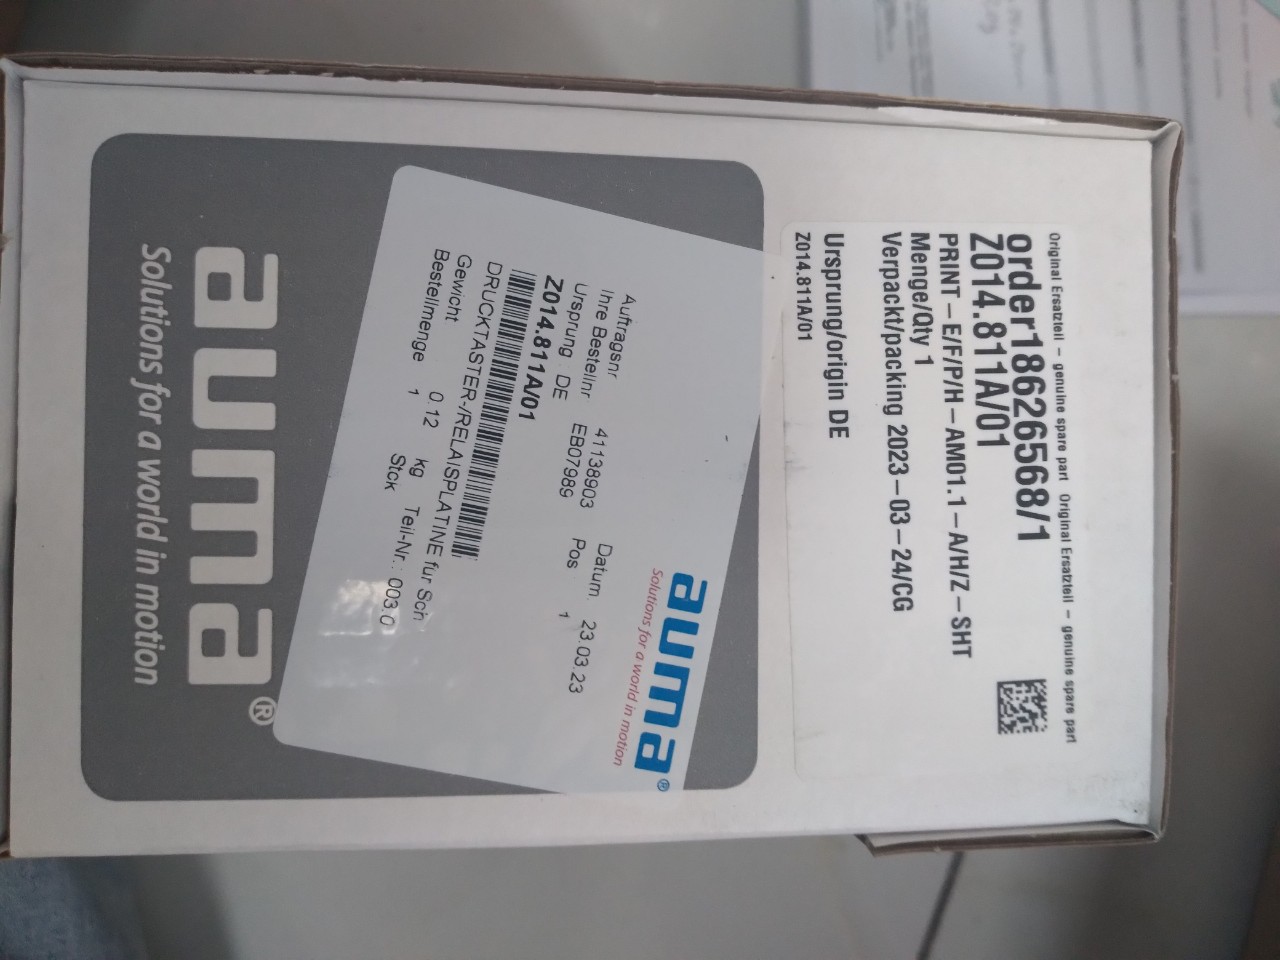 Original Ersatzteil – genuine spare part Original Ersatzteil – genuine spare part
order18626568/1
Z014.811A/01
PRINT–E/F/P/H–AM01.1–A/H/Z–SHT
Menge/Qty 1
Verpackt/packing 2023–03–24/CG
Ursprung/origin DE
Z014.811A/01
auma®
Solutions for a world in motion
Auftragsnr 41138903 Datum 23.03.23
Ihre Bestellnr EB07989 Pos 1
Ursprung DE
Z014.811A/01
DRUCKTASTER-/RELAISPLATINE für Sch
Gewicht 0.12 kg Teil-Nr.: 003.0
Bestellmenge 1 Stck
auma®
Solutions for a world in motion